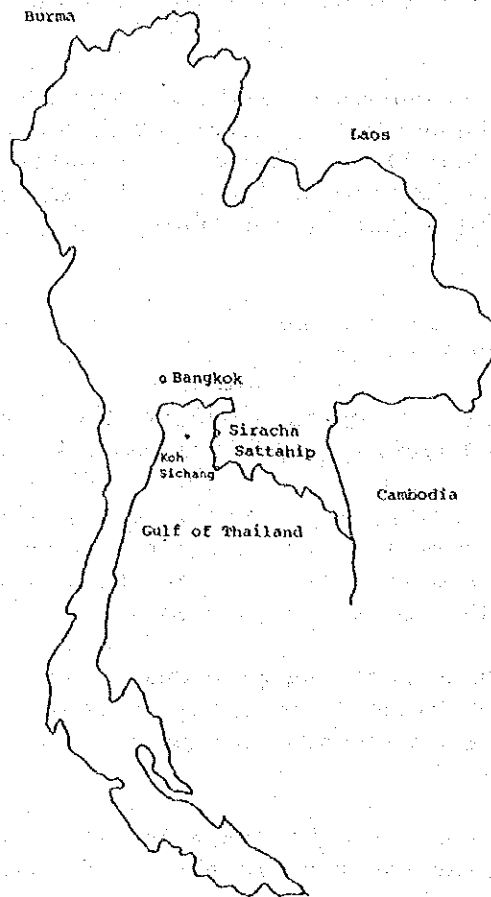 Burma
Laos
Bangkok
Siracha
Sattahip
Koh
Sichang
Cambodia
Gulf of Thailand